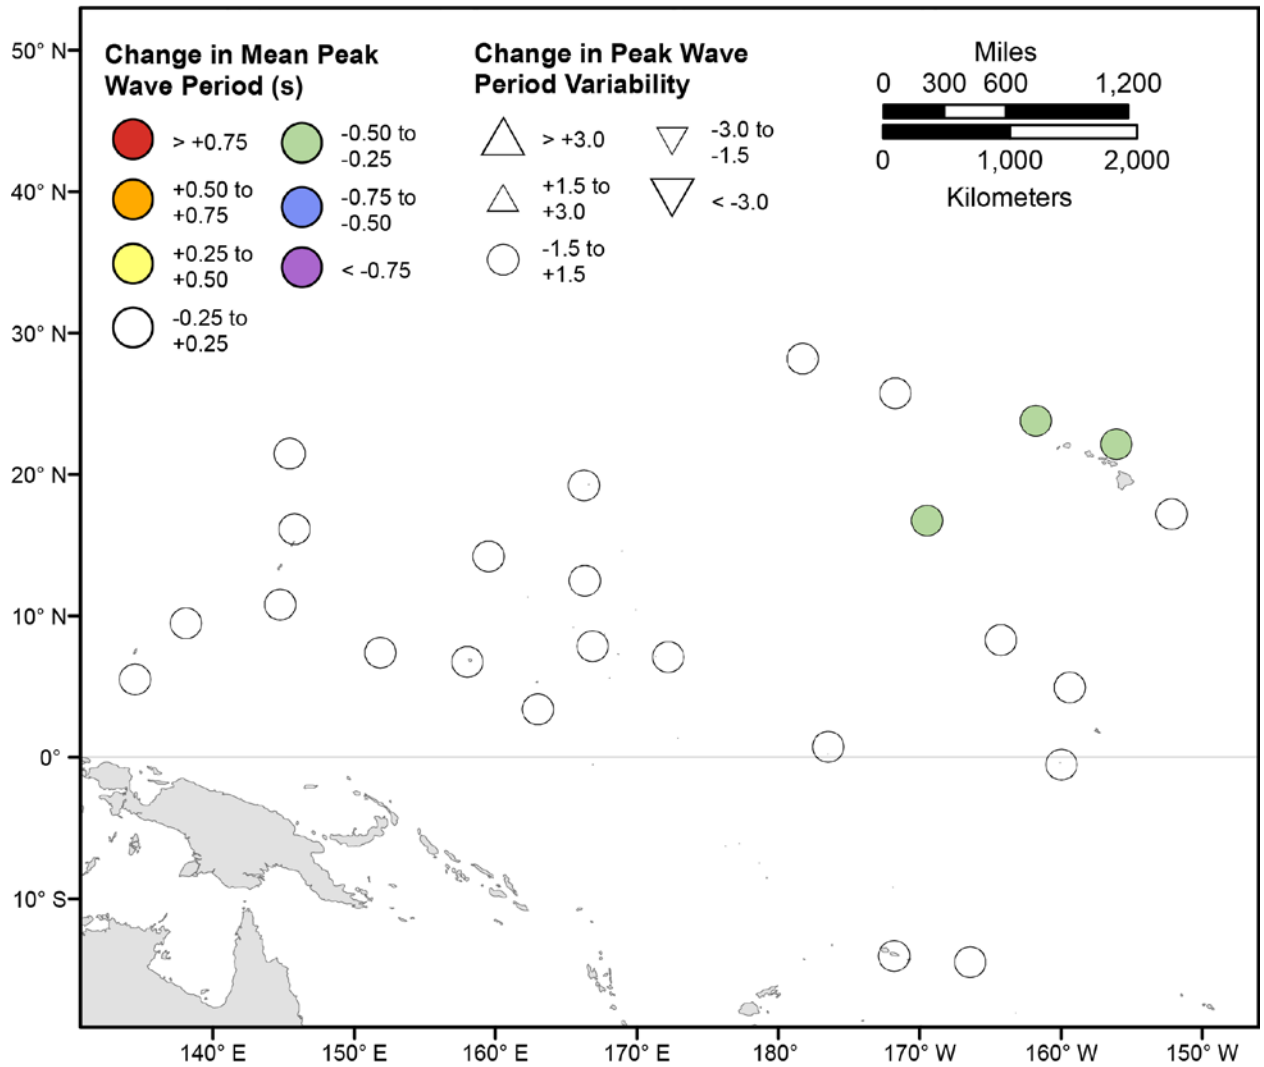 Change in Mean Peak
Wave Period (s)
> +0.75
+0.50 to
+0.75
+0.25 to
+0.50
-0.25 to
+0.25
-0.50 to
-0.25
-0.75 to
-0.50
< -0.75
Change in Peak Wave
Period Variability
> +3.0
+1.5 to
+3.0
-1.5 to
+1.5
-3.0 to
-1.5
< -3.0
Miles
0 300 600 1,200
0 1,000 2,000
Kilometers
50° N
40° N
30° N
20° N
10° N
0°
10° S
140° E 150° E 160° E 170° E 180° 170° W 160° W 150° W